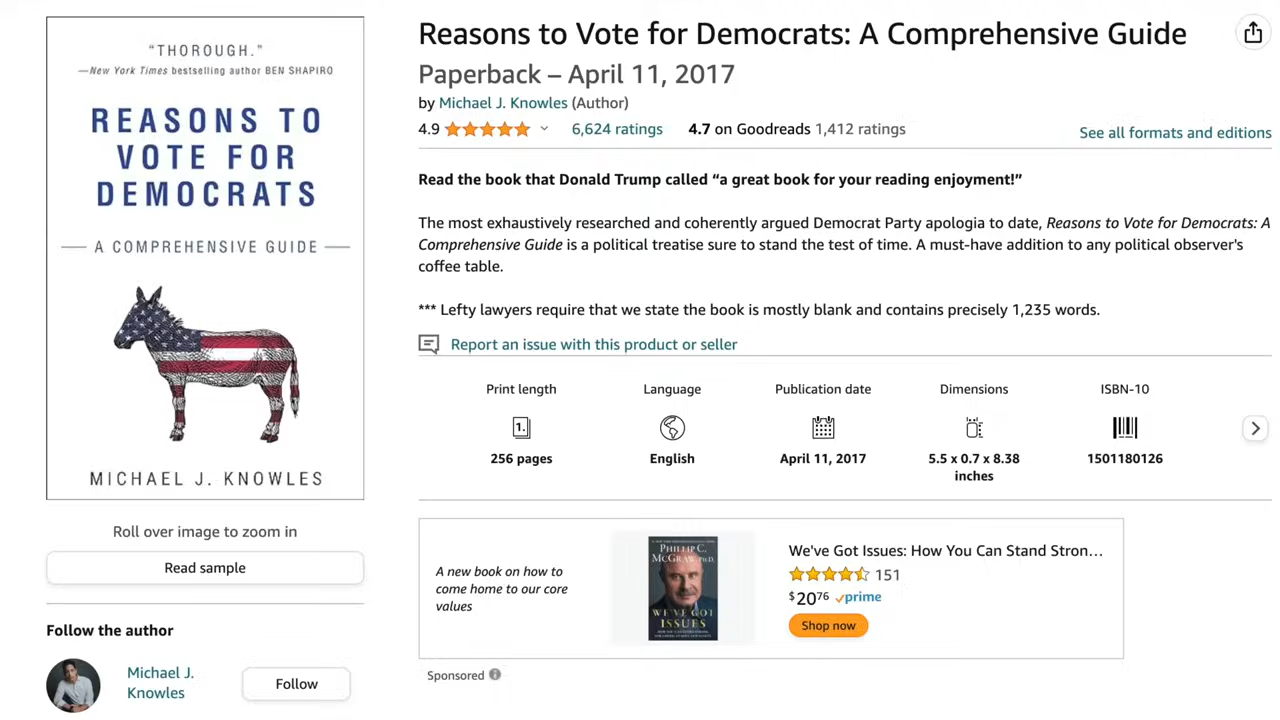 "THOROUGH."
—New York Times bestselling author BEN SHAPIRO
REASONS TO
VOTE FOR
DEMOCRATS
A COMPREHENSIVE GUIDE
MICHAEL J. KNOWLES
Roll over image to zoom in
Read sample
Follow the author
Michael J.
Knowles
Follow
Reasons to Vote for Democrats: A Comprehensive Guide
Paperback – April 11, 2017
by Michael J. Knowles (Author)
4.9 6,624 ratings 4.7 on Goodreads 1,412 ratings
See all formats and editions
Read the book that Donald Trump called “a great book for your reading enjoyment!”
The most exhaustively researched and coherently argued Democrat Party apologia to date, Reasons to Vote for Democrats: A
Comprehensive Guide is a political treatise sure to stand the test of time. A must-have addition to any political observer's
coffee table.
*** Lefty lawyers require that we state the book is mostly blank and contains precisely 1,235 words.
Report an issue with this product or seller
Print length
1.
256 pages
Language
English
Publication date
April 11, 2017
Dimensions
5.5 x 0.7 x 8.38
inches
ISBN-10
1501180126
A new book on how to
come home to our core
values
PHILLIP C.
MCGRAW, PH.D.
WE'VE GOT
ISSUES
We've Got Issues: How You Can Stand Stron…
151
$20 76 prime
Shop now
Sponsored